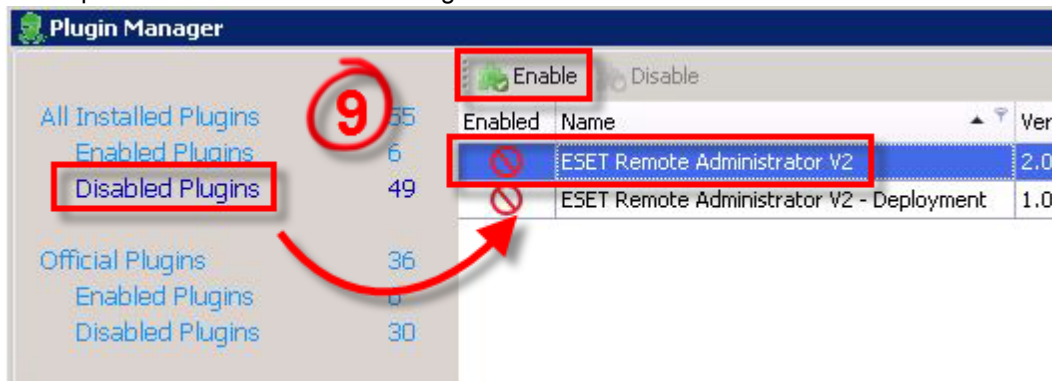 Plugin Manager
Enable Disable
All Installed Plugins 55
Enabled Plugins 6
Disabled Plugins 49
Official Plugins 36
Enabled Plugins 6
Disabled Plugins 30
9
Enabled Name Ver
ESET Remote Administrator V2 2.0
ESET Remote Administrator V2 - Deployment 1.0